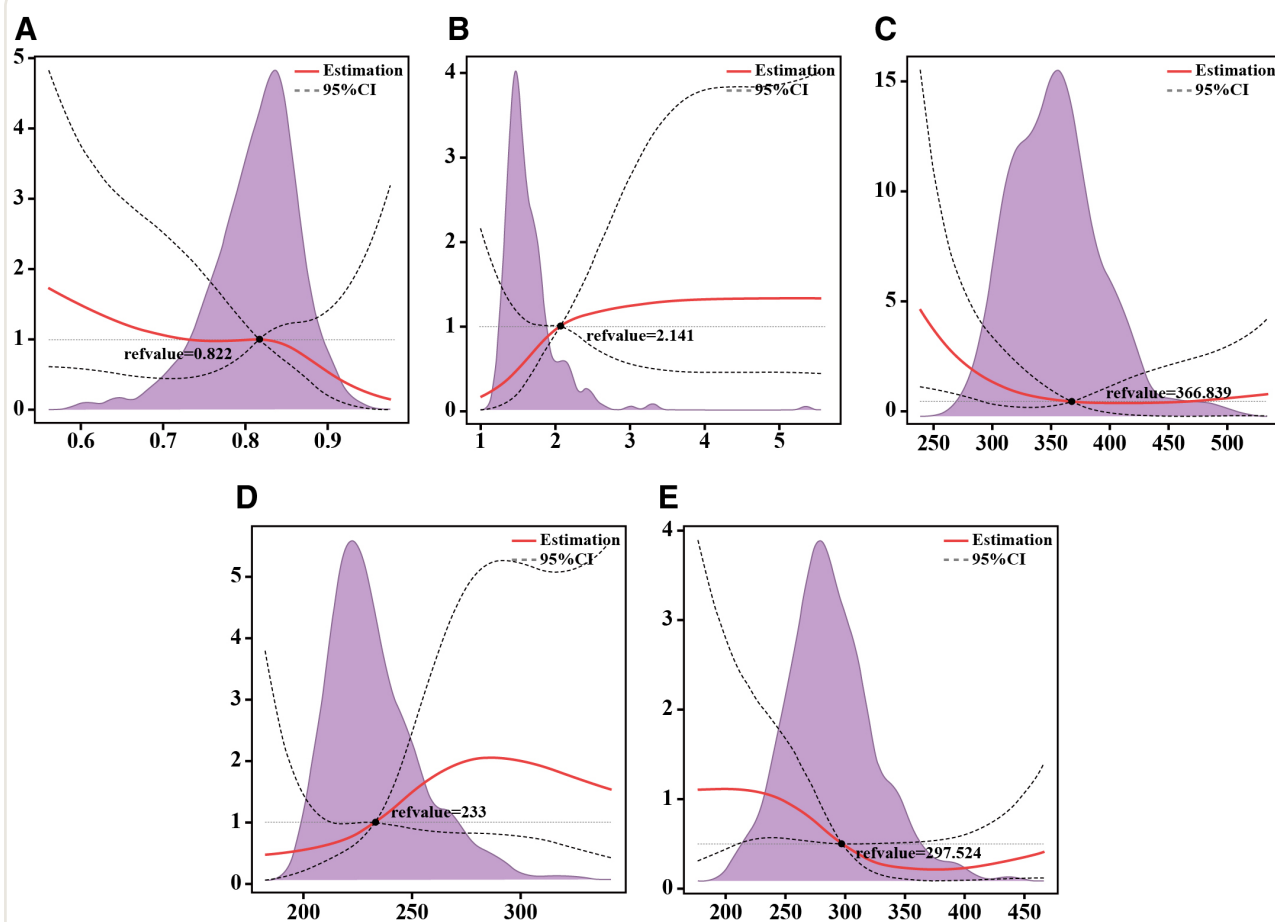 A
5
4
3
2
1
0
0.6 0.7 0.8 0.9
Estimation
95%CI
refvalue=0.822
B
4
3
2
1
0
1 2 3 4 5
Estimation
95%CI
refvalue=2.141
C
15
10
5
0
250 300 350 400 450 500
Estimation
95%CI
refvalue=366.839
D
5
4
3
2
1
0
200 250 300
Estimation
95%CI
refvalue=233
E
4
3
2
1
0
200 250 300 350 400 450
Estimation
95%CI
refvalue=297.524